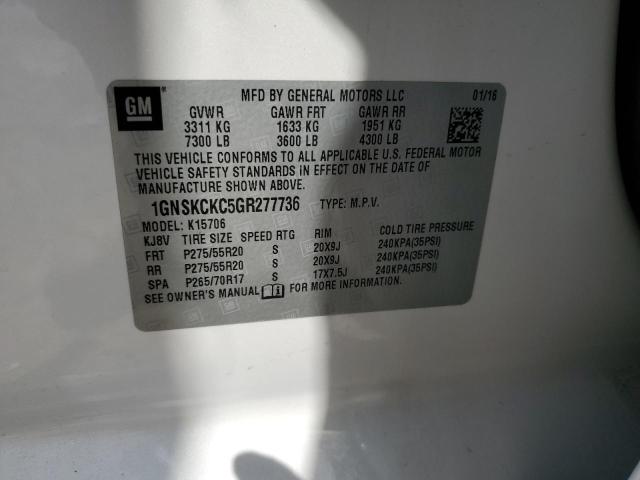 GM
MFD BY GENERAL MOTORS LLC 01/16
GVWR GAWR FRT GAWR RR
3311 KG 1633 KG 1951 KG
7300 LB 3600 LB 4300 LB
THIS VEHICLE CONFORMS TO ALL APPLICABLE U.S. FEDERAL MOTOR
VEHICLE SAFETY STANDARDS IN EFFECT ON THE DATE OF
MANUFACTURE SHOWN ABOVE.
1GNSKCKC5GR277736 TYPE: M.P.V.
MODEL: K15706
KJ8V TIRE SIZE SPEED RTG RIM COLD TIRE PRESSURE
FRT P275/55R20 S 20X9J 240KPA(35PSI)
RR P275/55R20 S 20X9J 240KPA(35PSI)
SPA P265/70R17 S 17X7.5J 240KPA(35PSI)
SEE OWNER'S MANUAL FOR MORE INFORMATION.